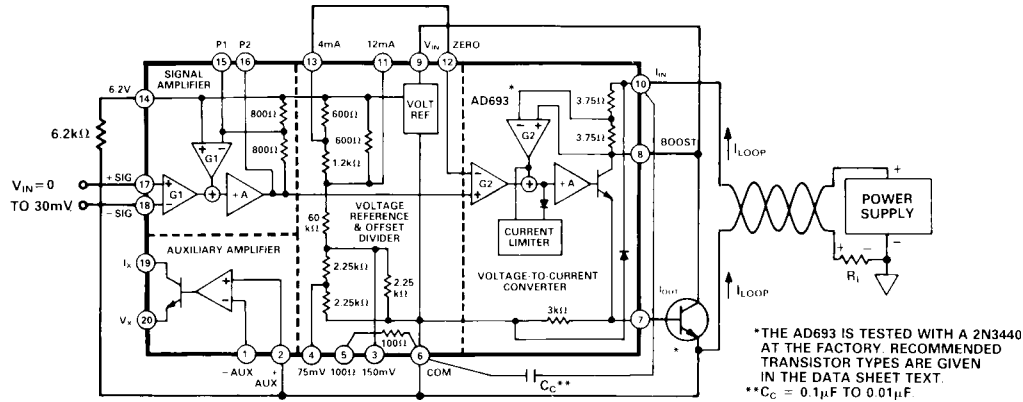 P1 P2 4mA 12mA VIN ZERO
15 16 13 11 9 12
SIGNAL
AMPLIFIER
6.2V
14
6.2kΩ
800Ω
800Ω
600Ω
600Ω
1.2kΩ
VOLT
REF
AD693 *
3.75Ω
3.75Ω
IIN
10
G1
G2
8
BOOST
ILOOP
VIN = 0
TO 30mV
+ SIG
17
- SIG
18
G1
+ A
G2
+ A
CURRENT
LIMITER
60
kΩ
VOLTAGE
REFERENCE
& OFFSET
DIVIDER
POWER
SUPPLY
RI
AUXILIARY AMPLIFIER
IX
19
VX
20
2.25kΩ
2.25kΩ
2.25
kΩ
VOLTAGE-TO-CURRENT
CONVERTER
3kΩ
IOUT
7
ILOOP
*
100Ω
1 2 4 5 3 6
- AUX
+
AUX
75mV 100Ω 150mV COM
CC**
*THE AD693 IS TESTED WITH A 2N3440
AT THE FACTORY. RECOMMENDED
TRANSISTOR TYPES ARE GIVEN
IN THE DATA SHEET TEXT.
**CC = 0.1μF TO 0.01μF.